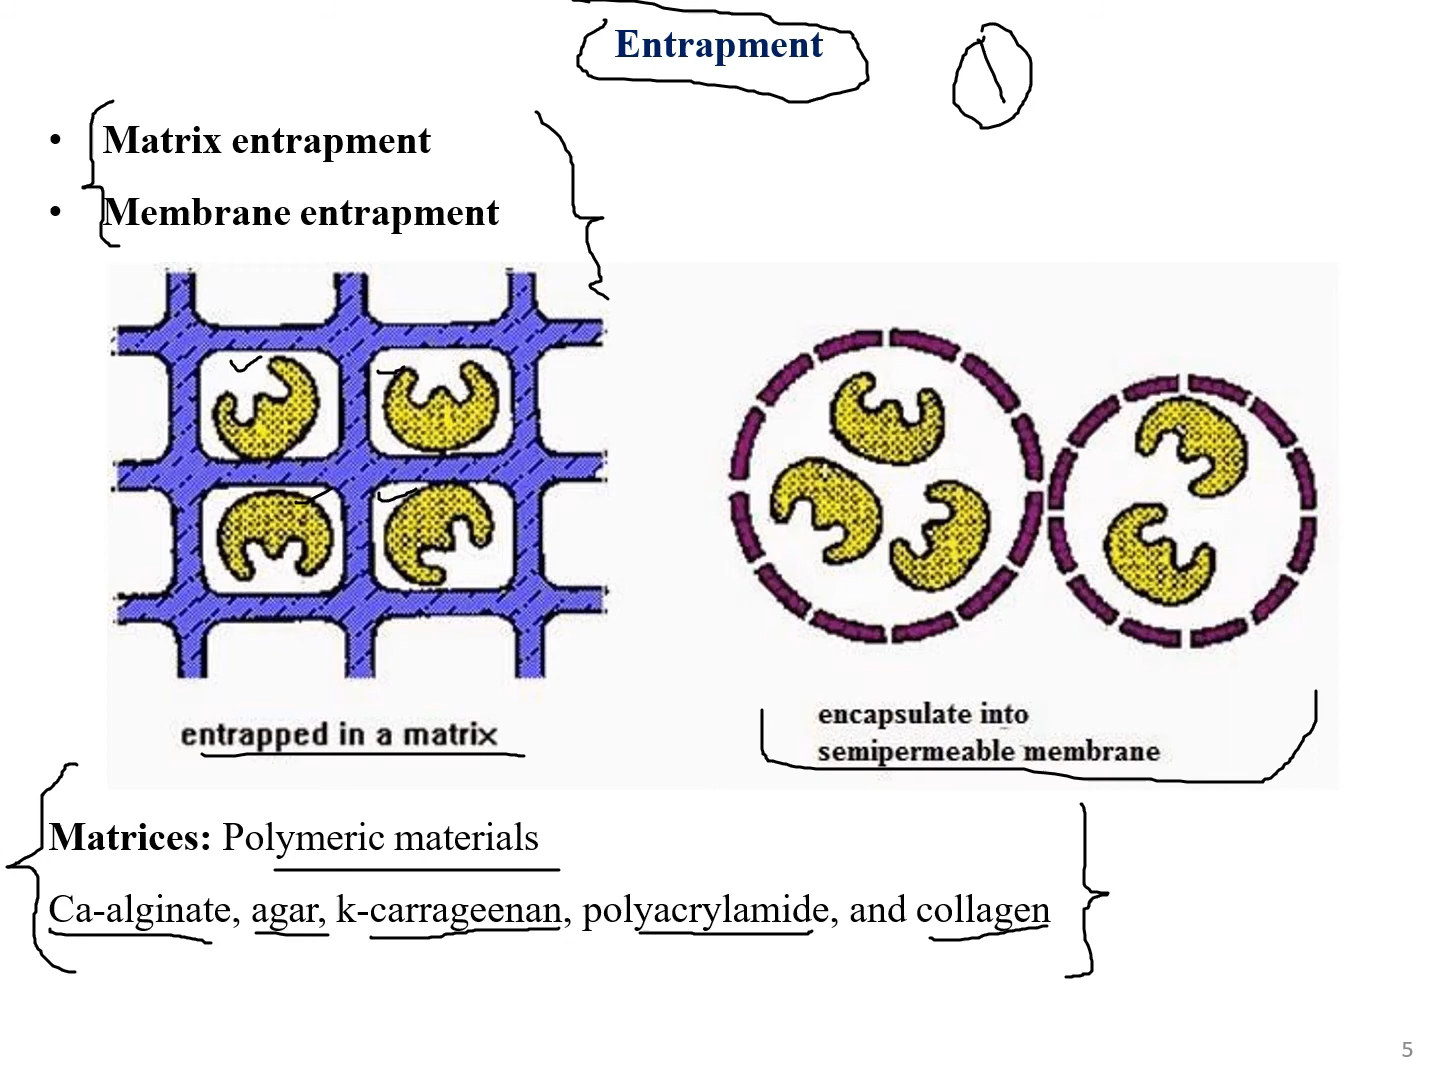 Entrapment
• Matrix entrapment
• Membrane entrapment
entrapped in a matrix
encapsulate into
semipermeable membrane
Matrices: Polymeric materials
Ca-alginate, agar, k-carrageenan, polyacrylamide, and collagen
5